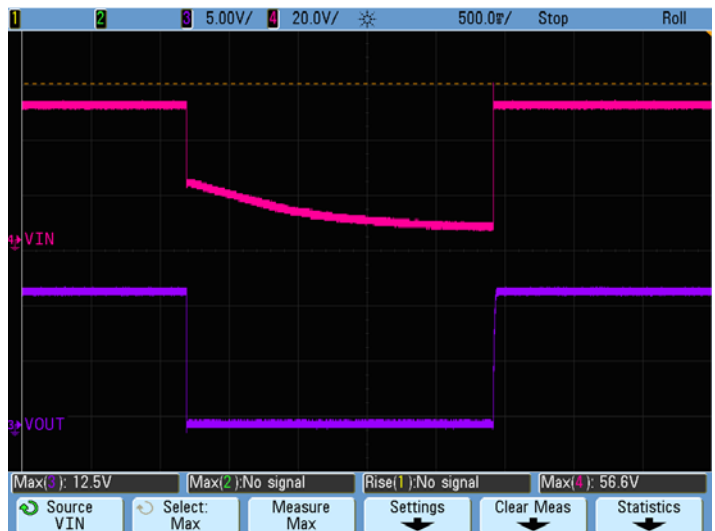 1 2 3 5.00V/ 4 20.0V/ 500.0ms/ Stop Roll
4 VIN
3 VOUT
Max(3): 12.5V Max(2):No signal Rise(1):No signal Max(4): 56.6V
Source Select: Measure Settings Clear Meas Statistics
VIN Max Max